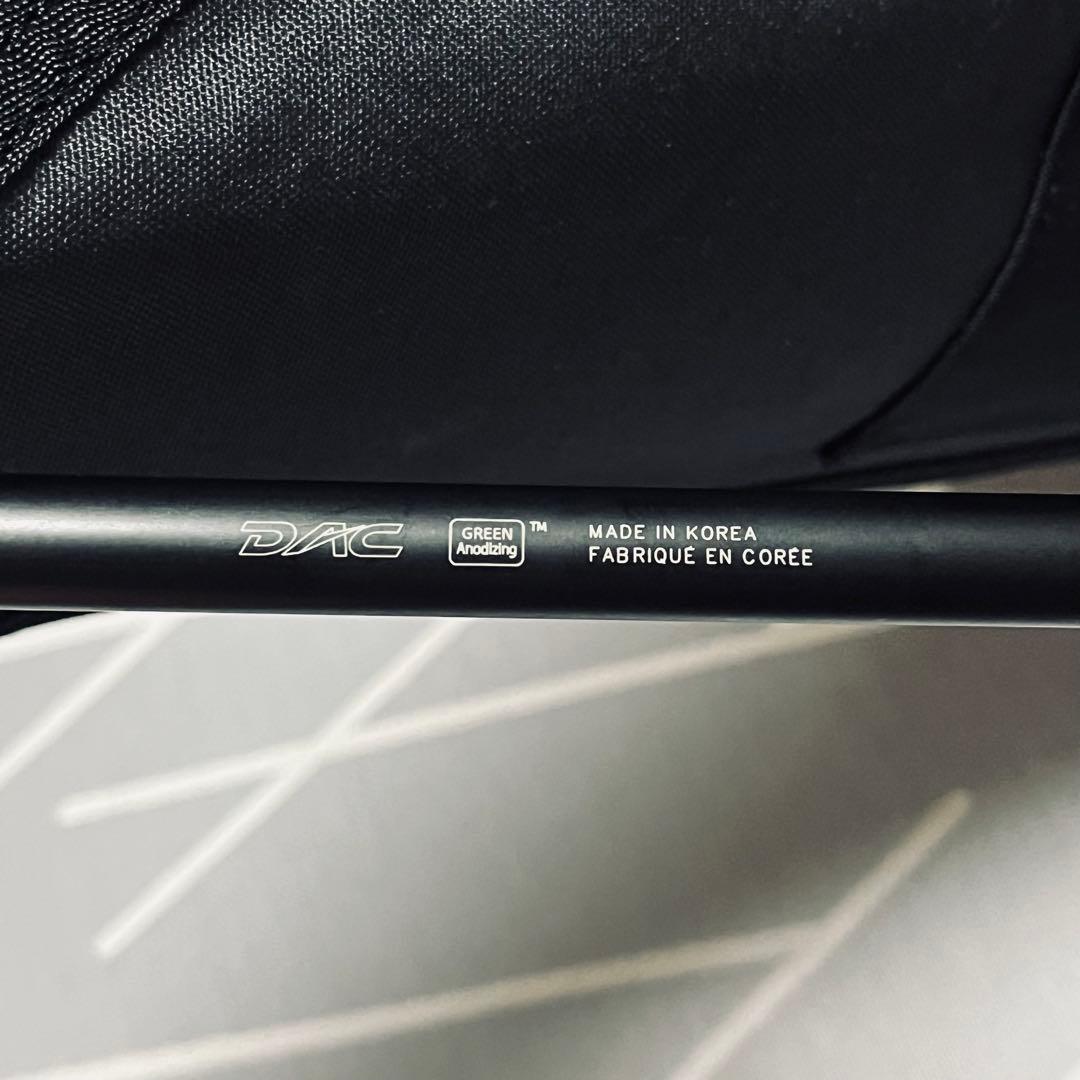 DAC
GREEN
Anodizing
TM
MADE IN KOREA
FABRIQUÉ EN CORÉE